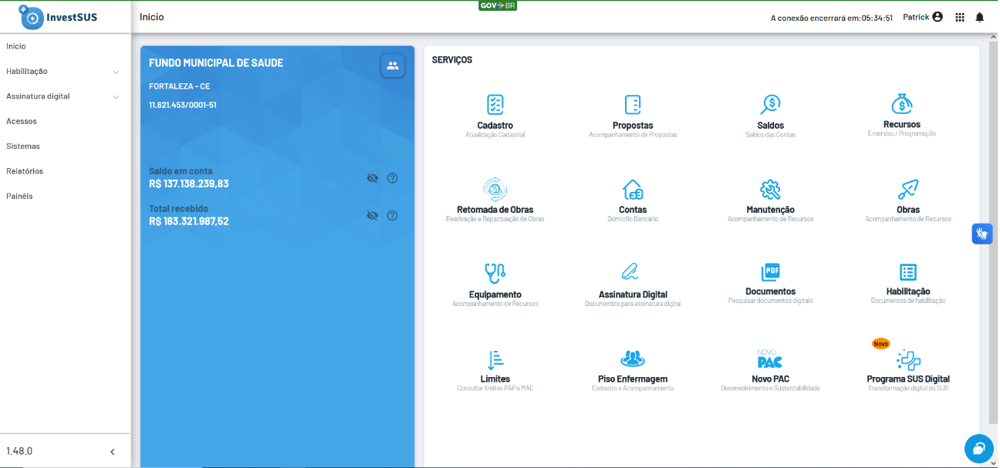 GOV BR
InvestSUS
Início
A conexão encerrará em:05:34:51
Patrick
Início
Habilitação
Assinatura digital
Acessos
Sistemas
Relatórios
Painéis
1.48.0
FUNDO MUNICIPAL DE SAUDE
FORTALEZA - CE
11.621.453/0001-51
Saldo em conta
R$ 137.138.239,83
Total recebido
R$ 183.321.987,52
SERVIÇOS
Cadastro
Atualização Cadastral
Propostas
Acompanhamento de Propostas
Saldos
Saldos das Contas
Recursos
Emendas / Programação
Retomada de Obras
Reativação e Repactuação de Obras
Contas
Domicílio Bancário
Manutenção
Acompanhamento de Recursos
Obras
Acompanhamento de Recursos
Equipamento
Acompanhamento de Recursos
Assinatura Digital
Documentos para assinatura digital
PDF
Documentos
Pesquisar documentos digitais
Habilitação
Documentos de habilitação
Limites
Consultar limites PAP e MAC
Piso Enfermagem
Cadastro e Acompanhamento
NOVO
PAC
Novo PAC
Desenvolvimento e Sustentabilidade
Novo
Programa SUS Digital
Transformação digital do SUS